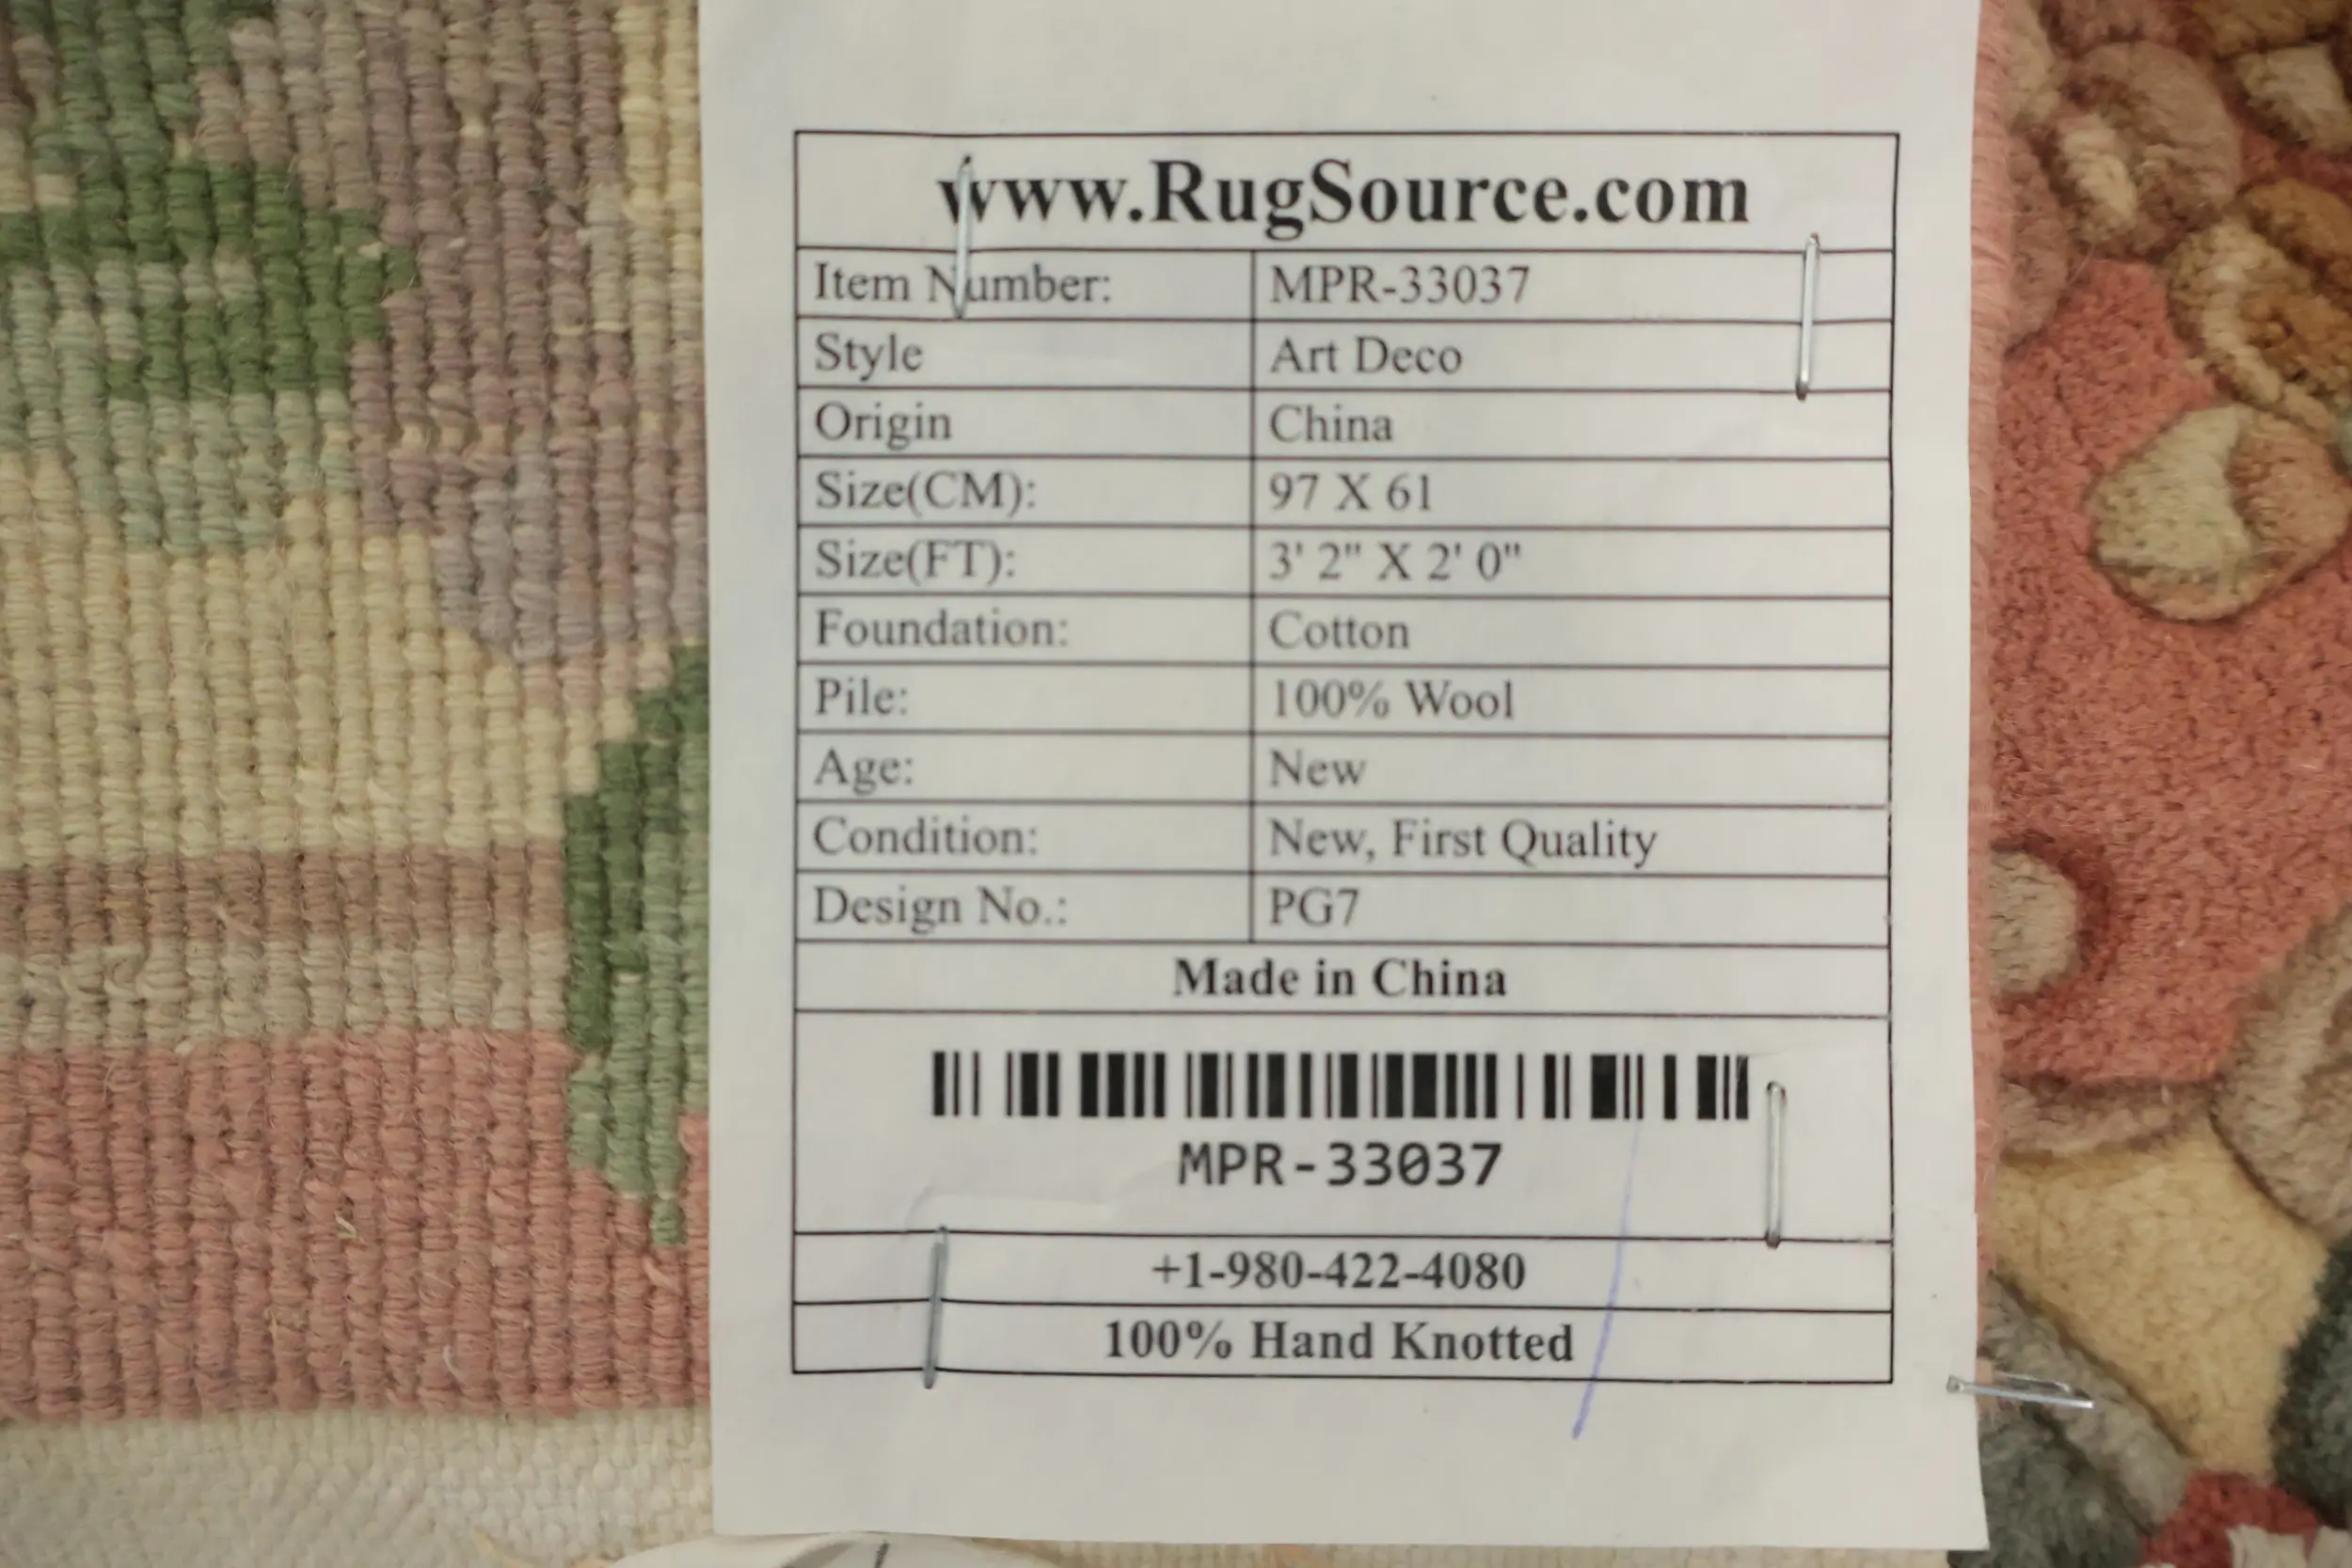 www.RugSource.com
Item Number: MPR-33037
Style Art Deco
Origin China
Size(CM): 97 X 61
Size(FT): 3' 2" X 2' 0"
Foundation: Cotton
Pile: 100% Wool
Age: New
Condition: New, First Quality
Design No.: PG7
Made in China
MPR-33037
+1-980-422-4080
100% Hand Knotted